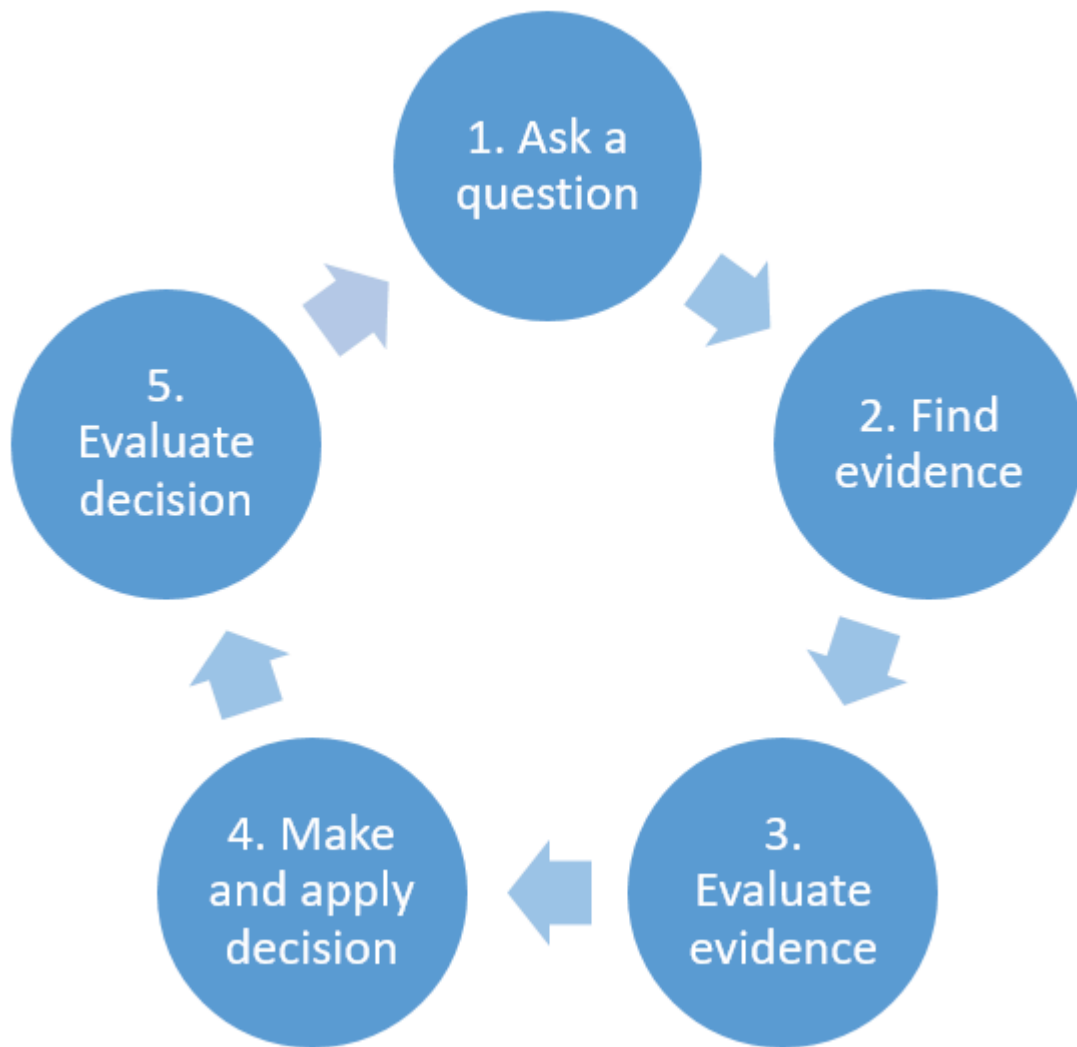 1. Ask a
question
2. Find
evidence
3.
Evaluate
evidence
4. Make
and apply
decision
5.
Evaluate
decision